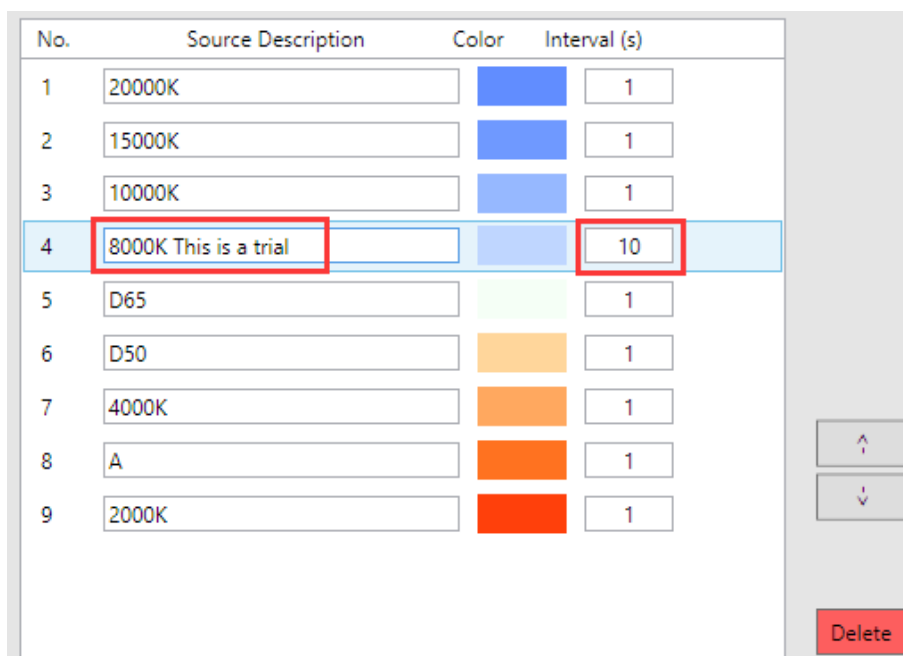 No. Source Description Color Interval (s)
1 20000K 1
2 15000K 1
3 10000K 1
4 8000K This is a trial 10
5 D65 1
6 D50 1
7 4000K 1
8 A 1
9 2000K 1
Delete